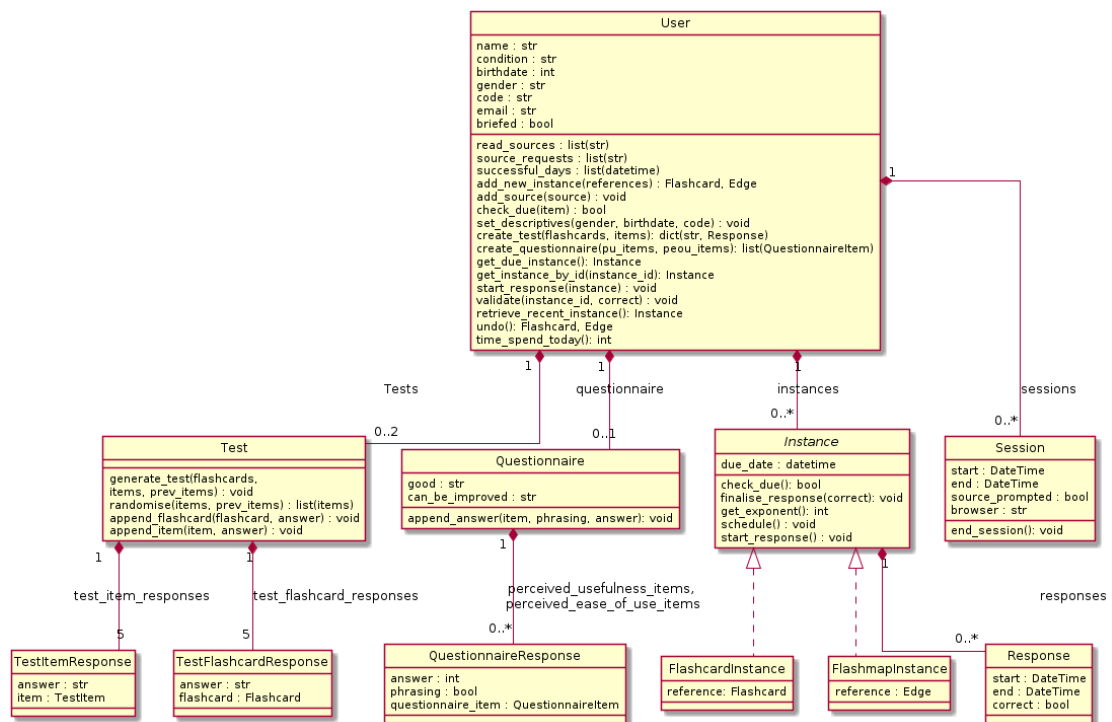 User
name : str
condition : str
birthdate : int
gender : str
code : str
email : str
briefed : bool
read_sources : list(str)
source_requests : list(str)
successful_days : list(datetime)
add_new_instance(references) : Flashcard, Edge
add_source(source) : void
check_due(item) : bool
set_descriptives(gender, birthdate, code) : void
create_test(flashcards, items): dict(str, Response)
create_questionnaire(pu_items, peou_items): list(QuestionnaireItem)
get_due_instance(): Instance
get_instance_by_id(instance_id): Instance
start_response(instance) : void
validate(instance_id, correct) : void
retrieve_recent_instance(): Instance
undo(): Flashcard, Edge
time_spend_today(): int
1
1
1
1
Tests
questionnaire
instances
sessions
0..2
0..1
0..*
0..*
Test
generate_test(flashcards,
items, prev_items) : void
randomise(items, prev_items) : list(items)
append_flashcard(flashcard, answer) : void
append_item(item, answer) : void
Questionnaire
good : str
can_be_improved : str
append_answer(item, phrasing, answer): void
Instance
due_date : datetime
check_due(): bool
finalise_response(correct): void
get_exponent(): int
schedule() : void
start_response() : void
Session
start : DateTime
end : DateTime
source_prompted : bool
browser : str
end_session(): void
1
1
1
1
test_item_responses
test_flashcard_responses
perceived_usefulness_items,
perceived_ease_of_use_items
responses
5
5
0..*
0..*
TestItemResponse
answer : str
item : TestItem
TestFlashcardResponse
answer : str
flashcard : Flashcard
QuestionnaireResponse
answer : int
phrasing : bool
questionnaire_item : QuestionnaireItem
FlashcardInstance
reference: Flashcard
FlashmapInstance
reference : Edge
Response
start : DateTime
end : DateTime
correct : bool